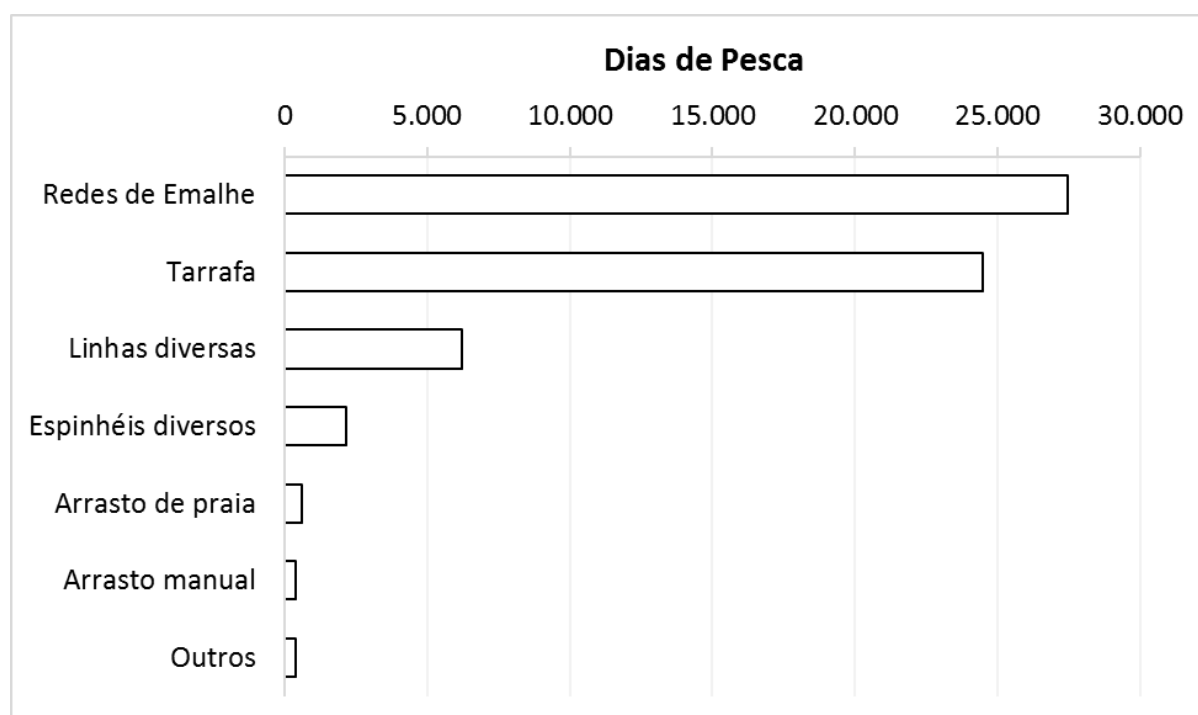 Dias de Pesca
0 5.000 10.000 15.000 20.000 25.000 30.000
Redes de Emalhe
Tarrafa
Linhas diversas
Espinhéis diversos
Arrasto de praia
Arrasto manual
Outros